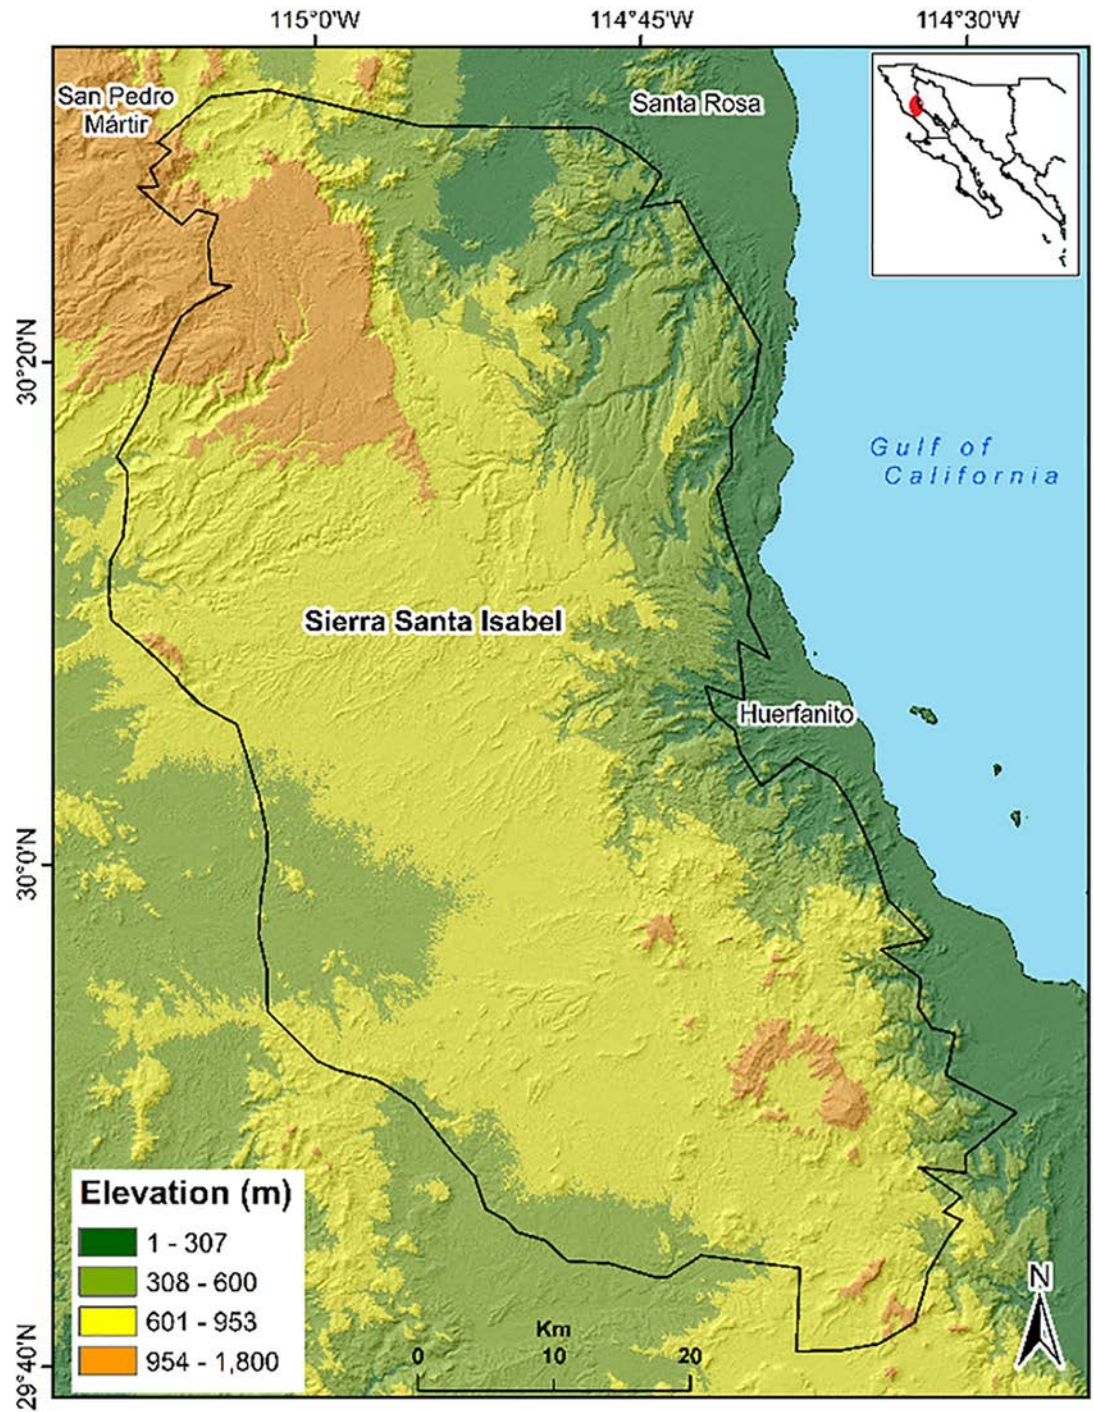 115°0'W
114°45'W
114°30'W
San Pedro
Mártir
Santa Rosa
30°20'N
Gulf of
California
Sierra Santa Isabel
Huerfanito
30°0'N
Elevation (m)
1 - 307
308 - 600
601 - 953
954 - 1,800
Km
0 10 20
N
29°40'N